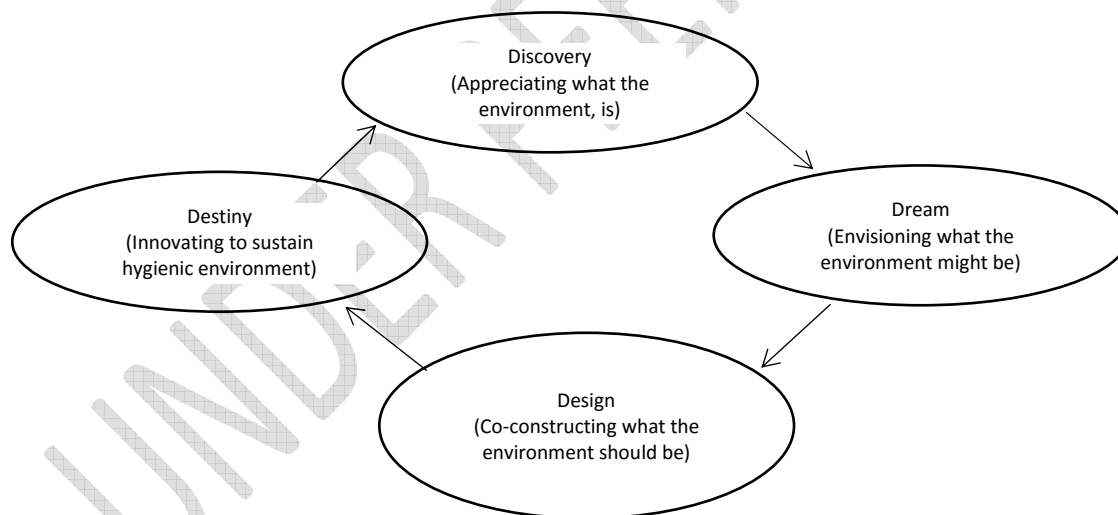 Discovery
(Appreciating what the
environment, is)
Dream
(Envisioning what the
environment might be)
Design
(Co-constructing what the
environment should be)
Destiny
(Innovating to sustain
hygienic environment)
UNDER